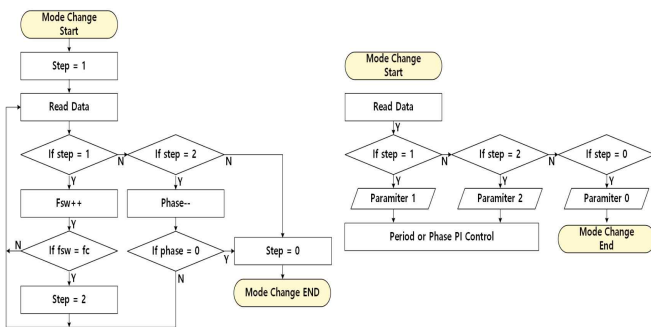 Mode Change
Start
Step = 1
Read Data
If step = 1
N
If step = 2
N
Y
Y
Fsw++
Phase--
Y
N
If fsw = fc
If phase = 0
Y
Step = 0
Y
N
Step = 2
Mode Change END
Mode Change
Start
Read Data
Y
If step = 1
N
If step = 2
N
If step = 0
Y
Y
Y
Paramiter 1
Paramiter 2
Paramiter 0
Period or Phase PI Control
Mode Change
End